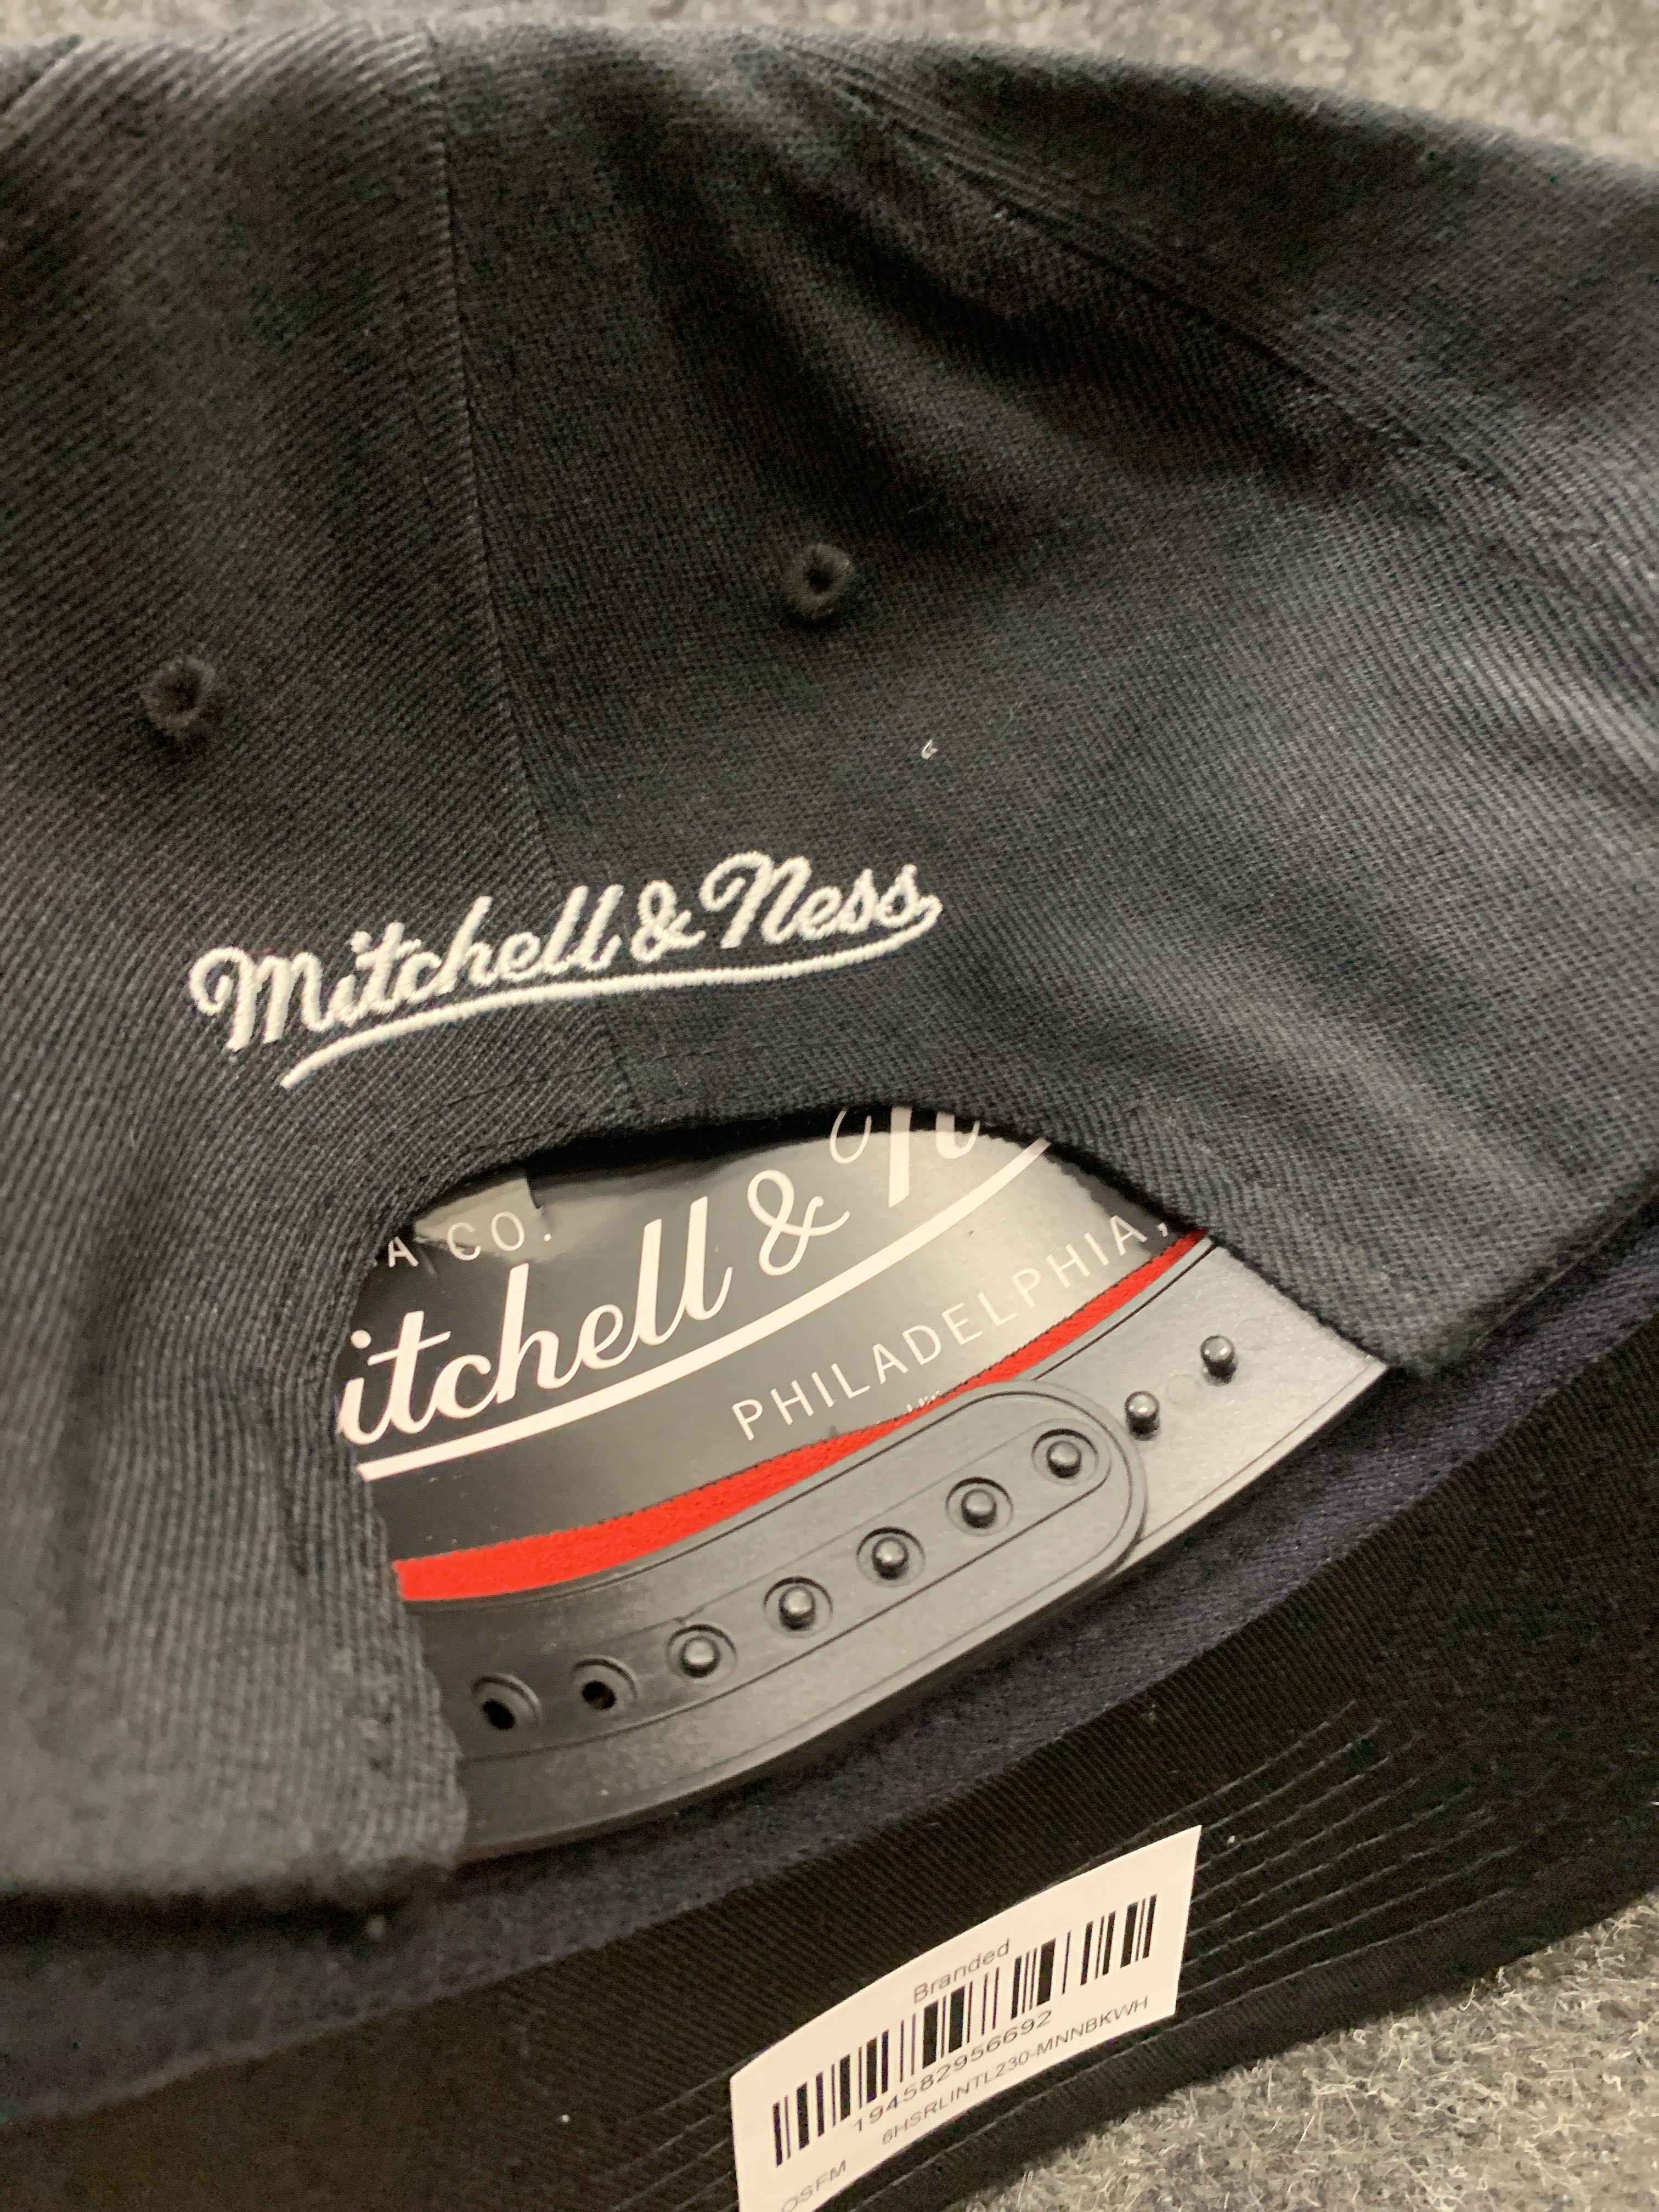 Mitchell & Ness
A CO.
itchell & N
PHILADELPHIA,
Branded
194582956692
6HSRLINTL230-MNNBKWH
OSFM